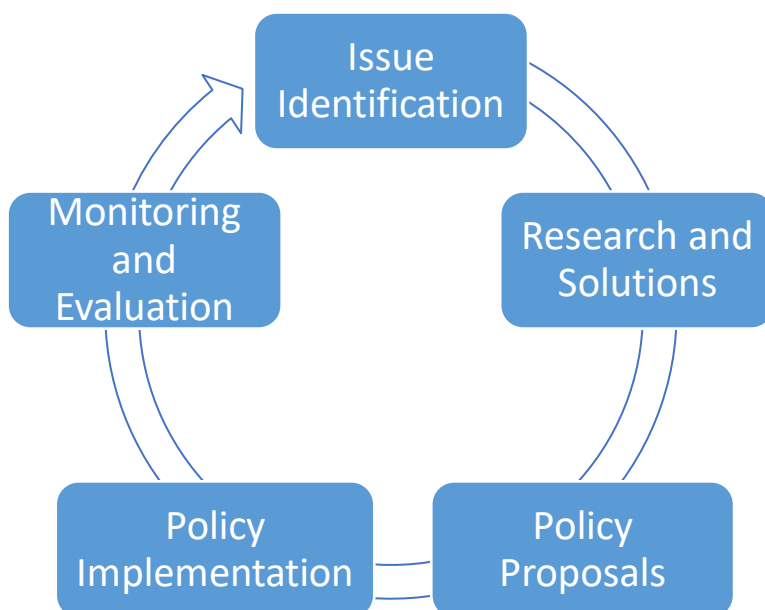 Issue
Identification
Research and
Solutions
Policy
Proposals
Policy
Implementation
Monitoring
and
Evaluation